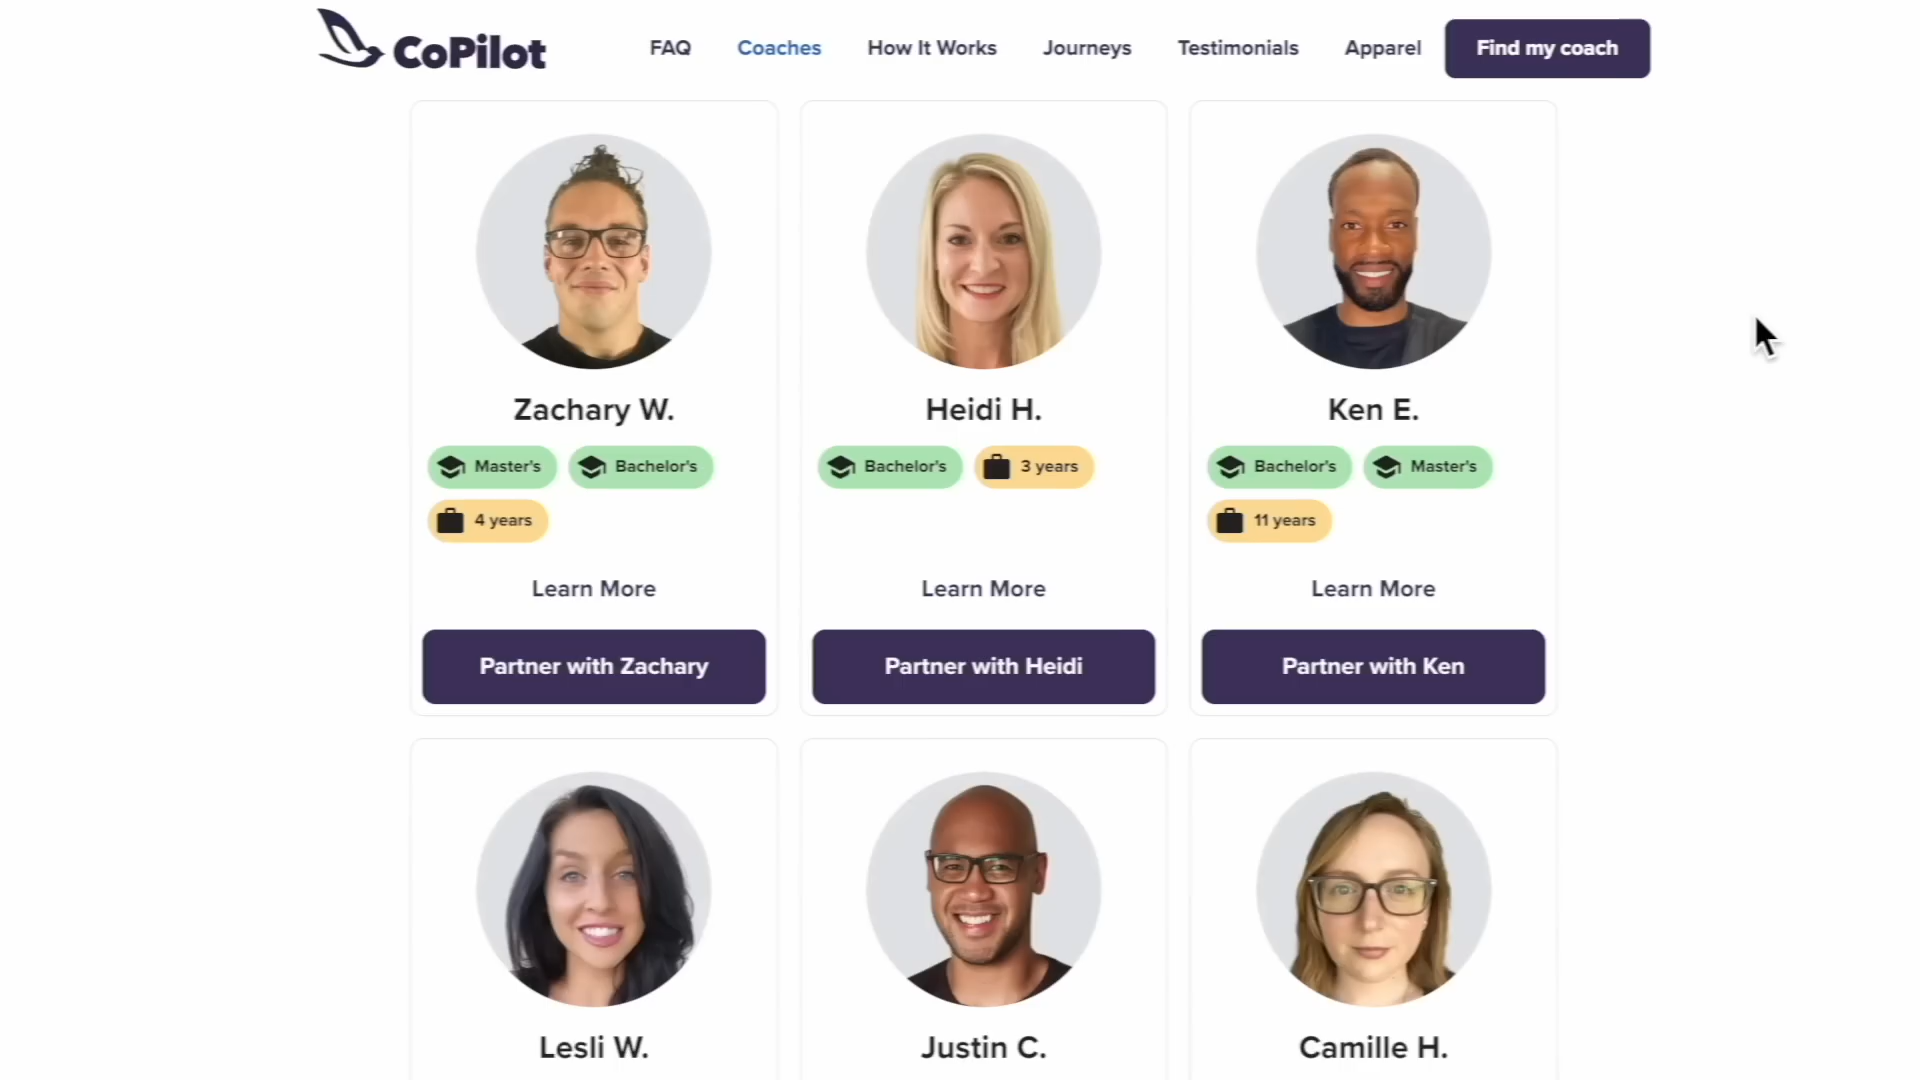 CoPilot
FAQ
Coaches
How It Works
Journeys
Testimonials
Apparel
Find my coach
Zachary W.
Master's
Bachelor's
4 years
Learn More
Partner with Zachary
Heidi H.
Bachelor's
3 years
Learn More
Partner with Heidi
Ken E.
Bachelor's
Master's
11 years
Learn More
Partner with Ken
Lesli W.
Justin C.
Camille H.